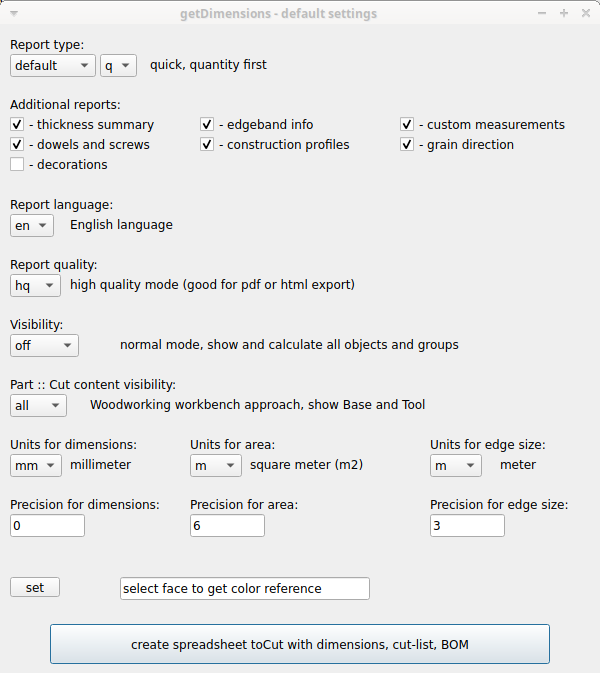 getDimensions - default settings
Report type:
default q quick, quantity first
Additional reports:
- thickness summary - edgeband info - custom measurements
- dowels and screws - construction profiles - grain direction
- decorations
Report language:
en English language
Report quality:
hq high quality mode (good for pdf or html export)
Visibility:
off normal mode, show and calculate all objects and groups
Part :: Cut content visibility:
all Woodworking workbench approach, show Base and Tool
Units for dimensions: Units for area: Units for edge size:
mm millimeter m square meter (m2) m meter
Precision for dimensions: Precision for area: Precision for edge size:
0 6 3
set select face to get color reference
create spreadsheet toCut with dimensions, cut-list, BOM